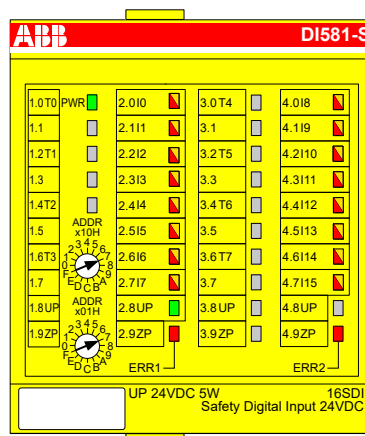 ABB DI581-S
1.0T0 PWR 2.0I0 3.0T4 4.0I8
1.1 2.1I1 3.1 4.1I9
1.2T1 2.2I2 3.2T5 4.2I10
1.3 2.3I3 3.3 4.3I11
1.4T2 2.4I4 3.4T6 4.4I12
1.5 ADDR x10H 2.5I5 3.5 4.5I13
1.6T3 0123456789ABCDEF 2.6I6 3.6T7 4.6I14
1.7 2.7I7 3.7 4.7I15
1.8UP ADDR x01H 2.8UP 3.8UP 4.8UP
1.9ZP 0123456789ABCDEF 2.9ZP 3.9ZP 4.9ZP
ERR1 ERR2
UP 24VDC 5W 16SDI
Safety Digital Input 24VDC